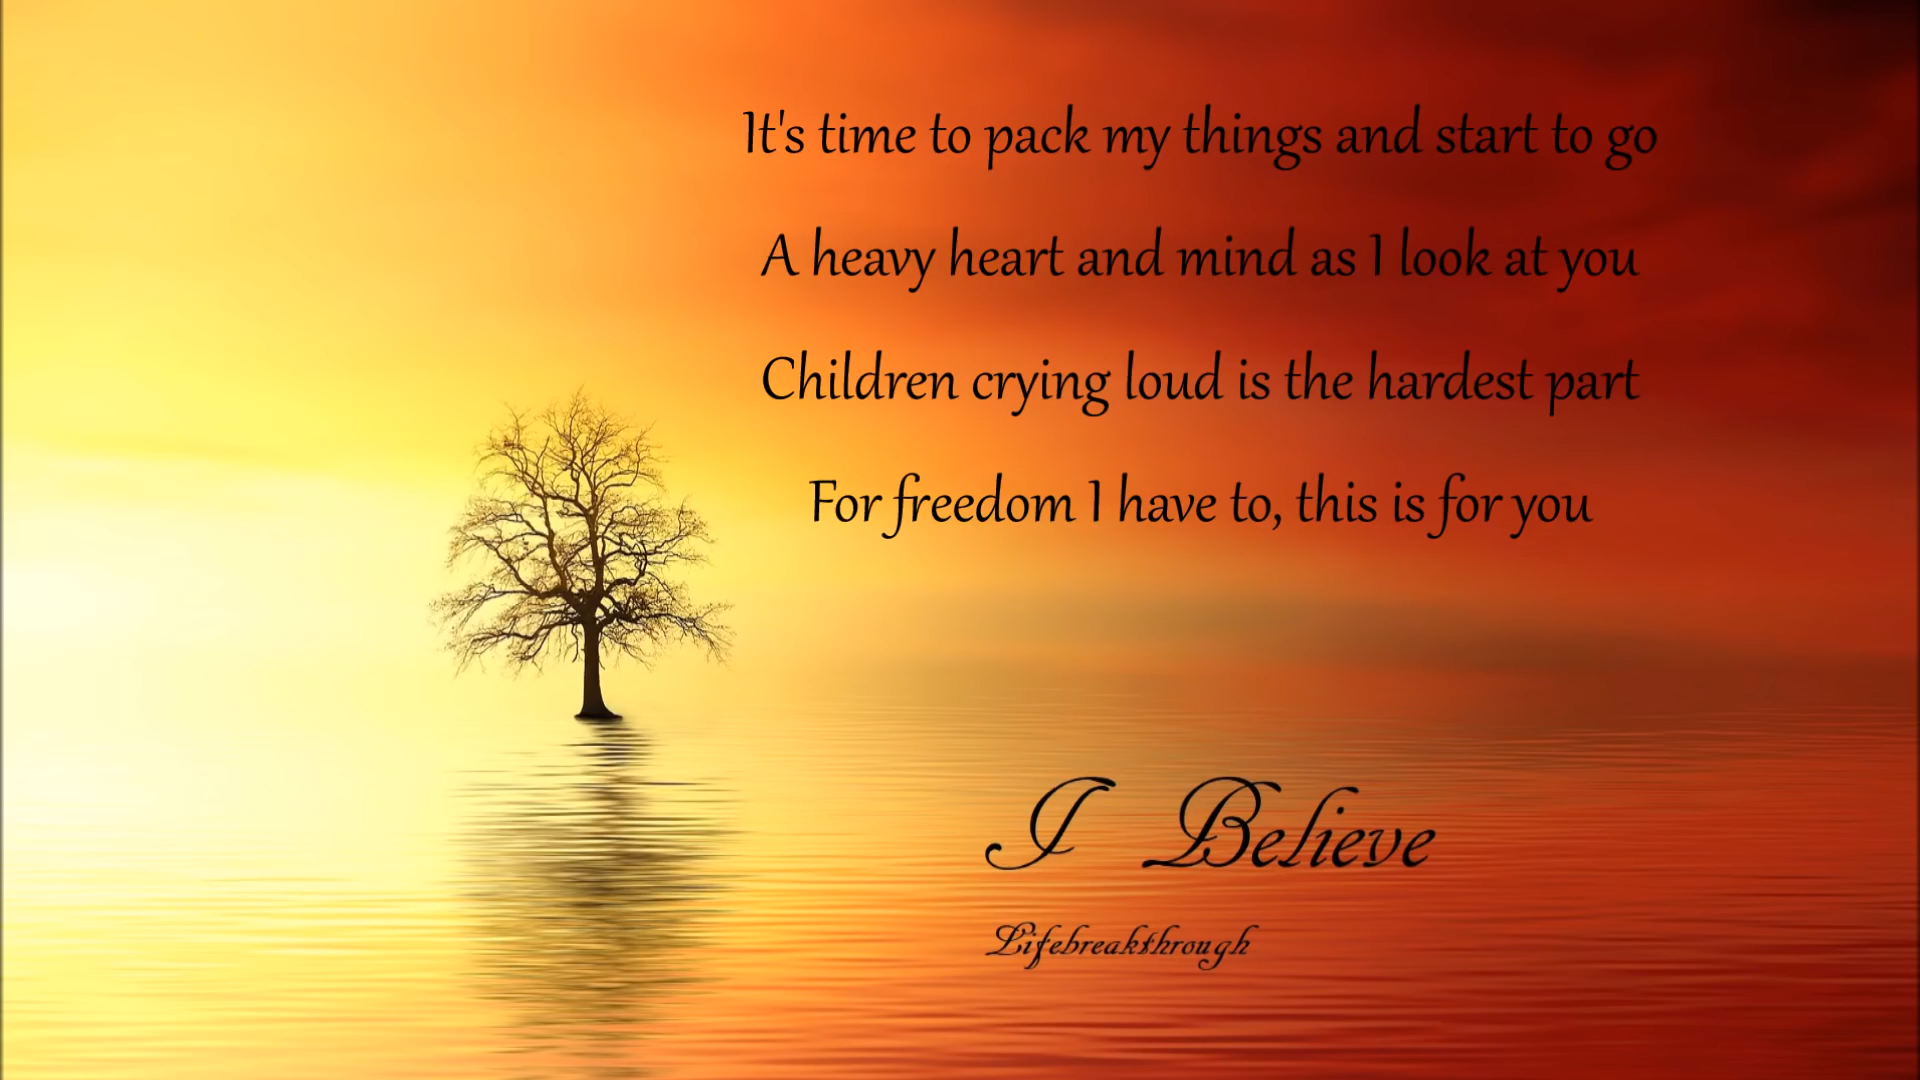 It's time to pack my things and start to go
A heavy heart and mind as I look at you
Children crying loud is the hardest part
For freedom I have to, this is for you
I Believe
Lifebreakthrough